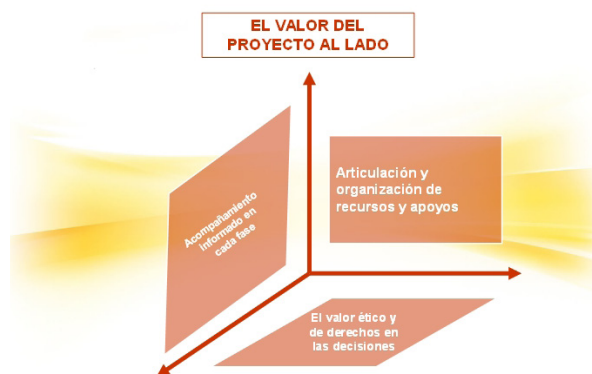 EL VALOR DEL
PROYECTO AL LADO
Acompañamiento
informado en
cada fase
Articulación y
organización de
recursos y apoyos
El valor ético y
de derechos en
las decisiones